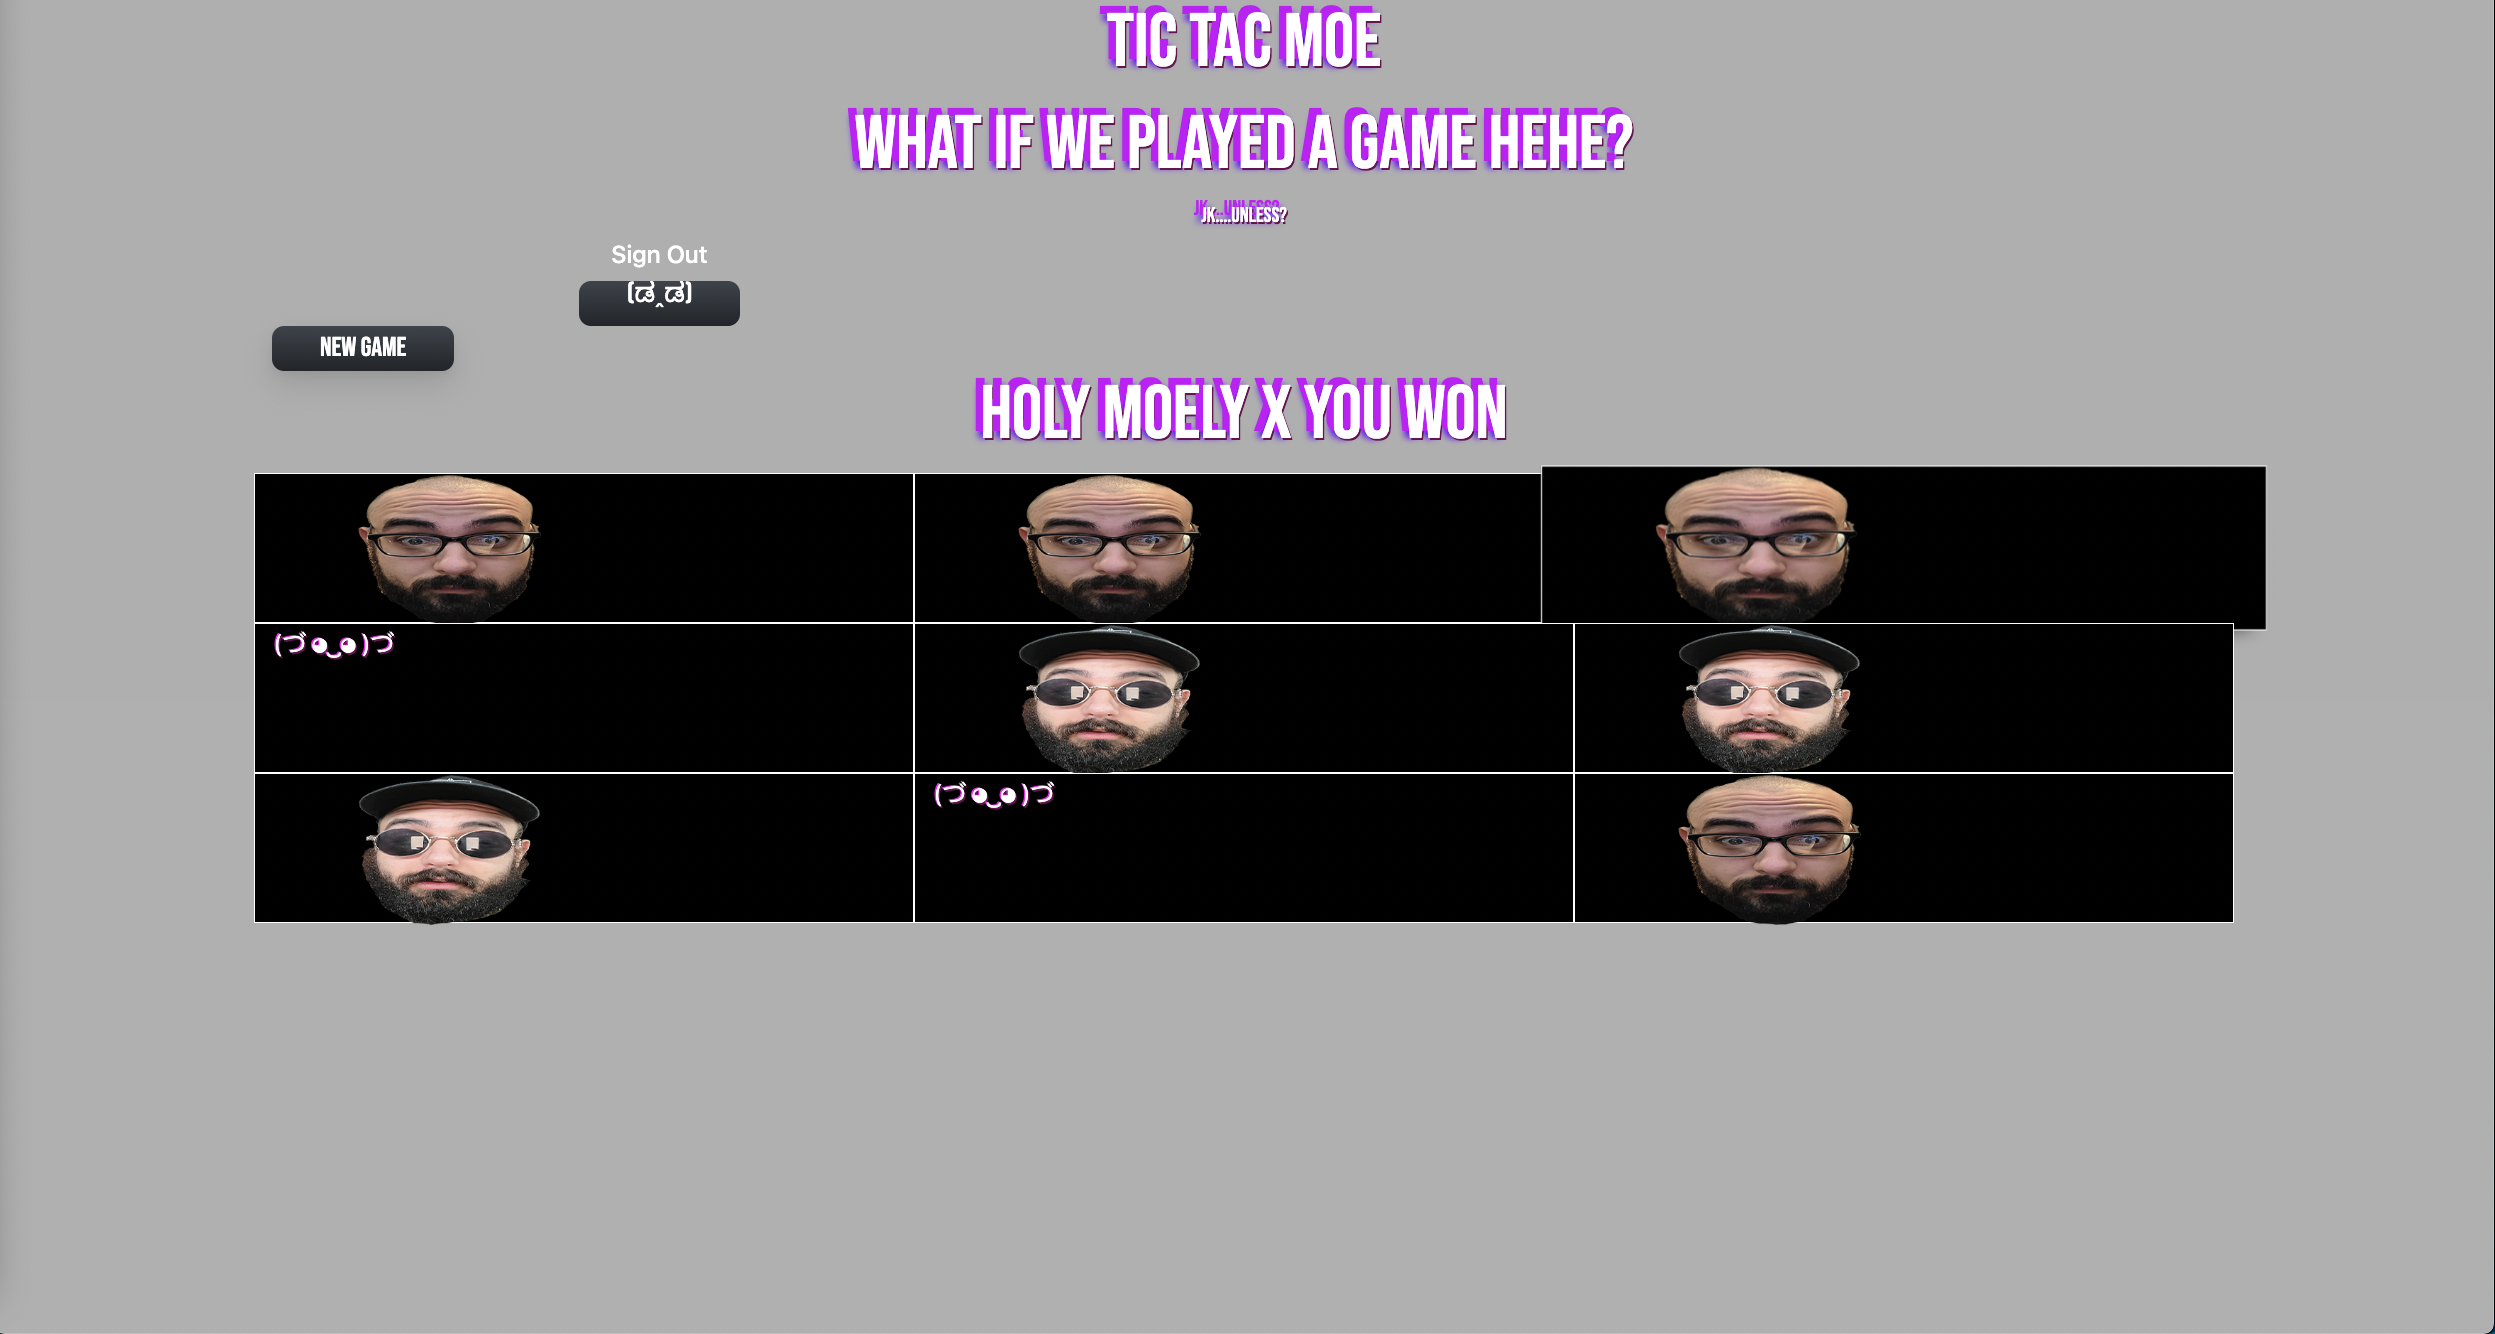 TIC TAC MOE
WHAT IF WE PLAYED A GAME HEHE?
JK....UNLESS?
Sign Out
(ಡ‸ಡ)
NEW GAME
HOLY MOELY X YOU WON
(づ◕‿◕)づ
(づ◕‿◕)づ